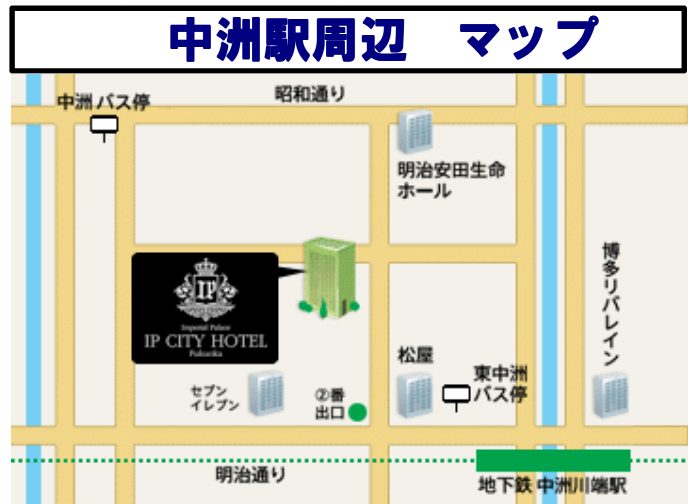 中洲駅周辺　マップ
昭和通り
中洲 バス停
明治安田生命
ホール
博多リバレイン
IP
Imperial Palace
IP CITY HOTEL
Fukuoka
松屋
東中洲
バス停
セブン
イレブン
②番
出口
明治通り
地下鉄 中洲川端駅